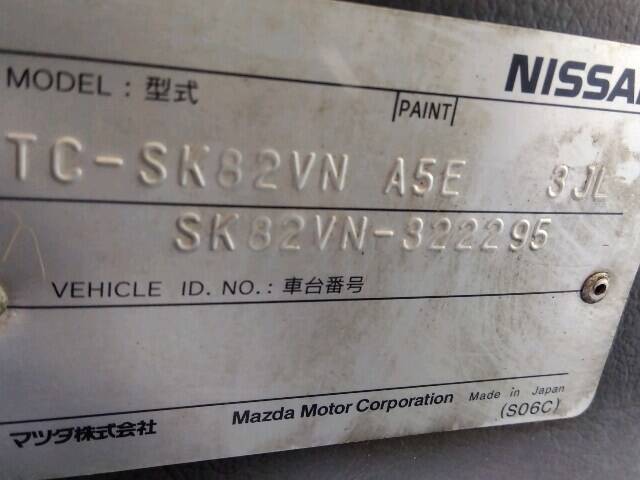 NISSAN
MODEL : 型式
PAINT
TC-SK82VN A5E 3JL
SK82VN-322295
VEHICLE ID. NO. : 車台番号
マツダ株式会社 Mazda Motor Corporation Made in Japan
(S06C)